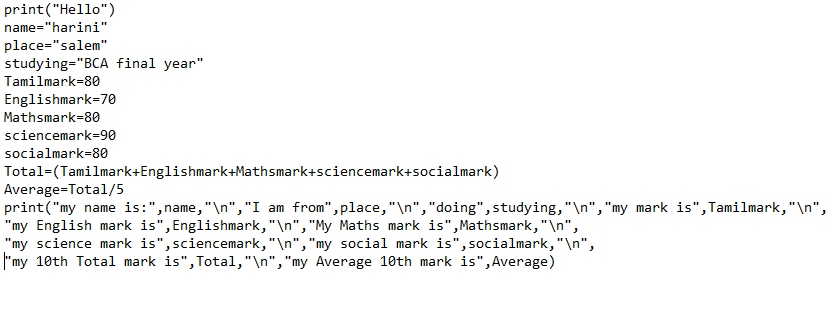 print("Hello")
name="harini"
place="salem"
studying="BCA final year"
Tamilmark=80
Englishmark=70
Mathsmark=80
sciencemark=90
socialmark=80
Total=(Tamilmark+Englishmark+Mathsmark+sciencemark+socialmark)
Average=Total/5
print("my name is:",name,"\n","I am from",place,"\n","doing",studying,"\n","my mark is",Tamilmark,"\n",
"my English mark is",Englishmark,"\n","My Maths mark is",Mathsmark,"\n",
"my science mark is",sciencemark,"\n","my social mark is",socialmark,"\n",
"my 10th Total mark is",Total,"\n","my Average 10th mark is",Average)